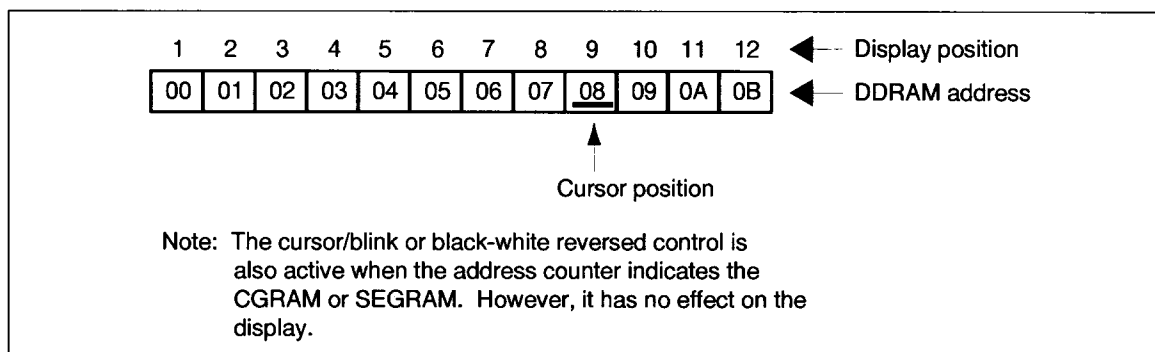 1 2 3 4 5 6 7 8 9 10 11 12 Display position
00 01 02 03 04 05 06 07 08 09 0A 0B DDRAM address
Cursor position
Note: The cursor/blink or black-white reversed control is
also active when the address counter indicates the
CGRAM or SEGRAM. However, it has no effect on the
display.